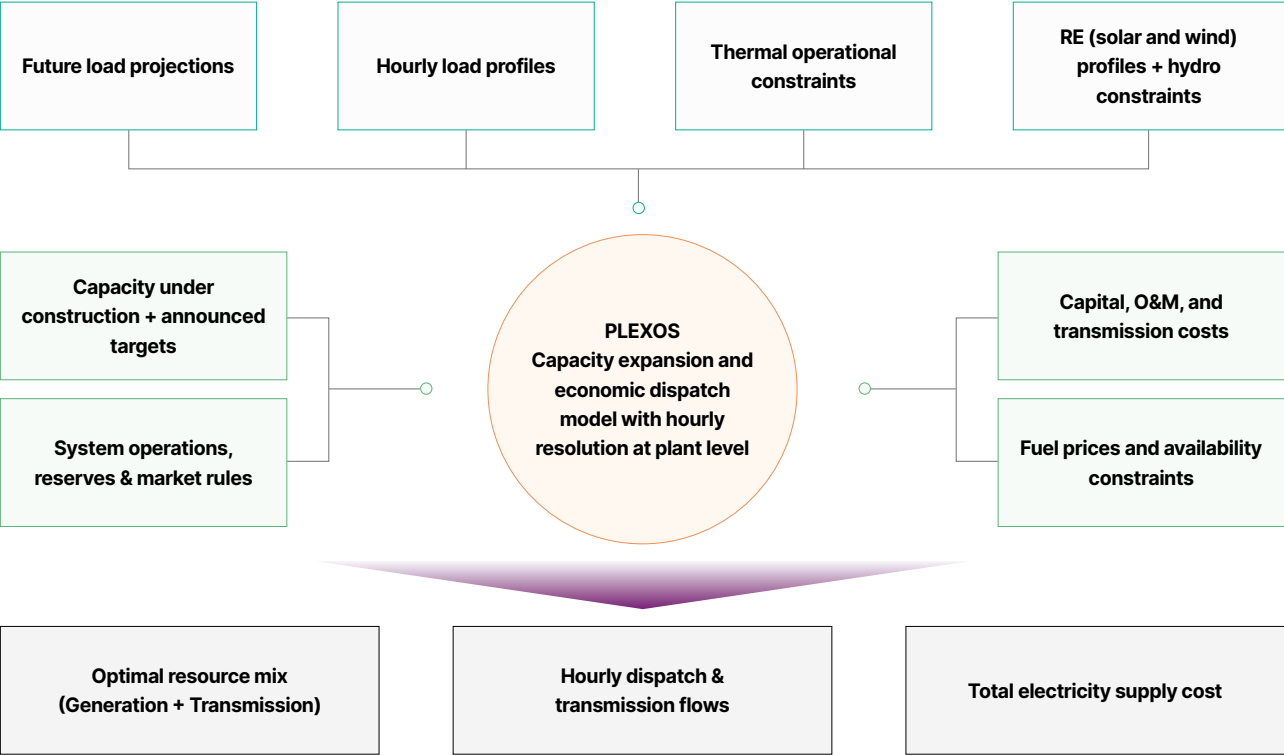 Future load projections
Hourly load profiles
Thermal operational
constraints
RE (solar and wind)
profiles + hydro
constraints
Capacity under
construction + announced
targets
System operations,
reserves & market rules
PLEXOS
Capacity expansion and
economic dispatch
model with hourly
resolution at plant level
Capital, O&M, and
transmission costs
Fuel prices and availability
constraints
Optimal resource mix
(Generation + Transmission)
Hourly dispatch &
transmission flows
Total electricity supply cost